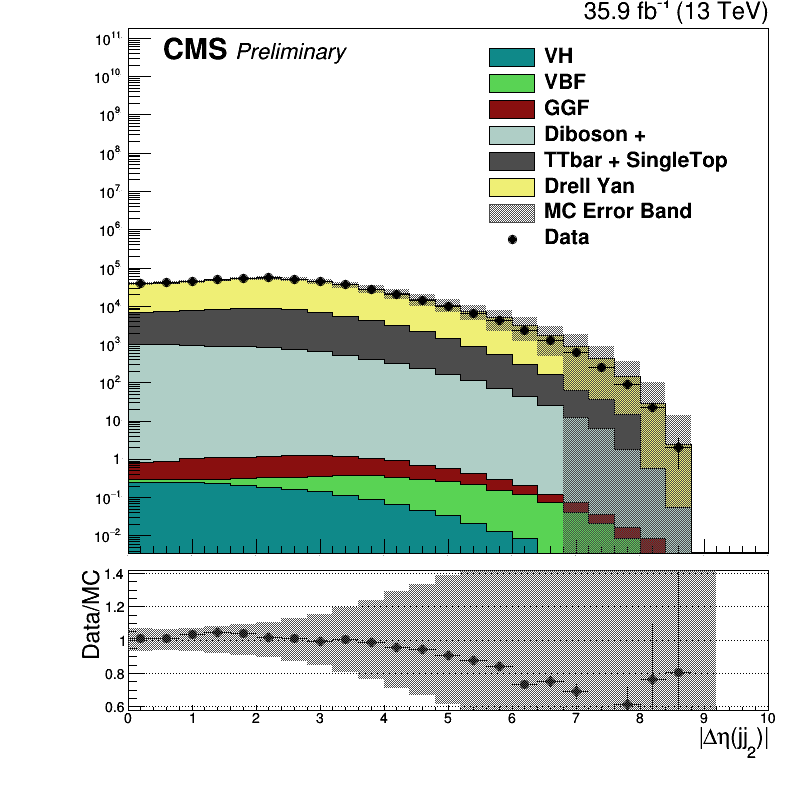 35.9 fb⁻¹ (13 TeV)
CMS Preliminary
VH
VBF
GGF
Diboson +
TTbar + SingleTop
Drell Yan
MC Error Band
Data
10¹¹
10¹⁰
10⁹
10⁸
10⁷
10⁶
10⁵
10⁴
10³
10²
10
1
10⁻¹
10⁻²
Data/MC
1.4
1.2
1
0.8
0.6
0 1 2 3 4 5 6 7 8 9 10
|Δη(jj₂)|